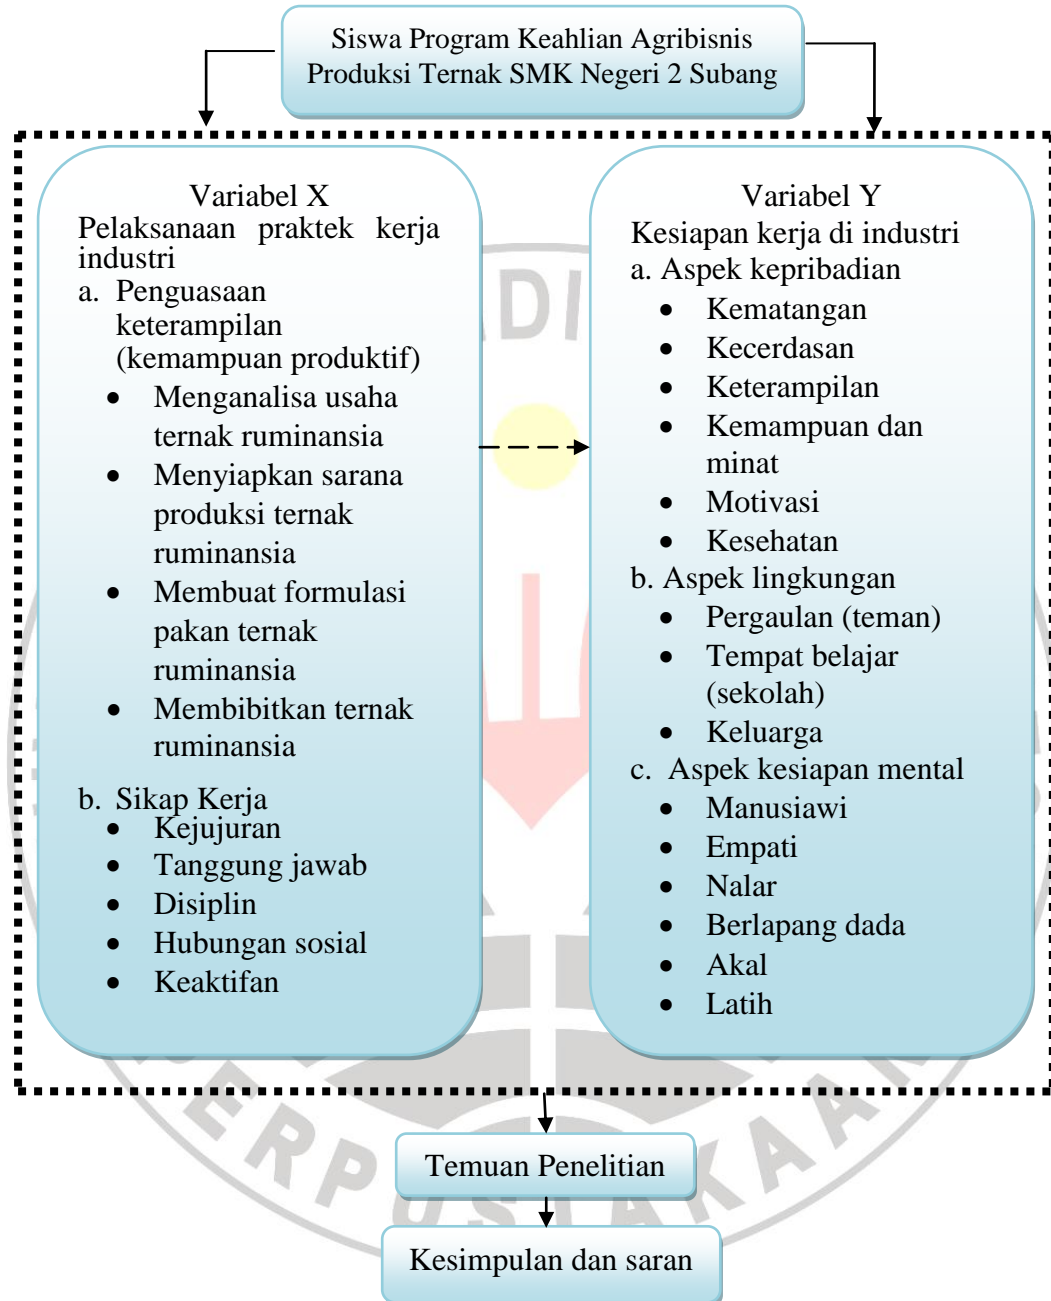 Siswa Program Keahlian Agribisnis
Produksi Ternak SMK Negeri 2 Subang
Variabel X
Pelaksanaan praktek kerja
industri
a. Penguasaan
keterampilan
(kemampuan produktif)
• Menganalisa usaha
ternak ruminansia
• Menyiapkan sarana
produksi ternak
ruminansia
• Membuat formulasi
pakan ternak
ruminansia
• Membibitkan ternak
ruminansia
b. Sikap Kerja
• Kejujuran
• Tanggung jawab
• Disiplin
• Hubungan sosial
• Keaktifan
Variabel Y
Kesiapan kerja di industri
a. Aspek kepribadian
• Kematangan
• Kecerdasan
• Keterampilan
• Kemampuan dan
minat
• Motivasi
• Kesehatan
b. Aspek lingkungan
• Pergaulan (teman)
• Tempat belajar
(sekolah)
• Keluarga
c. Aspek kesiapan mental
• Manusiawi
• Empati
• Nalar
• Berlapang dada
• Akal
• Latih
Temuan Penelitian
Kesimpulan dan saran